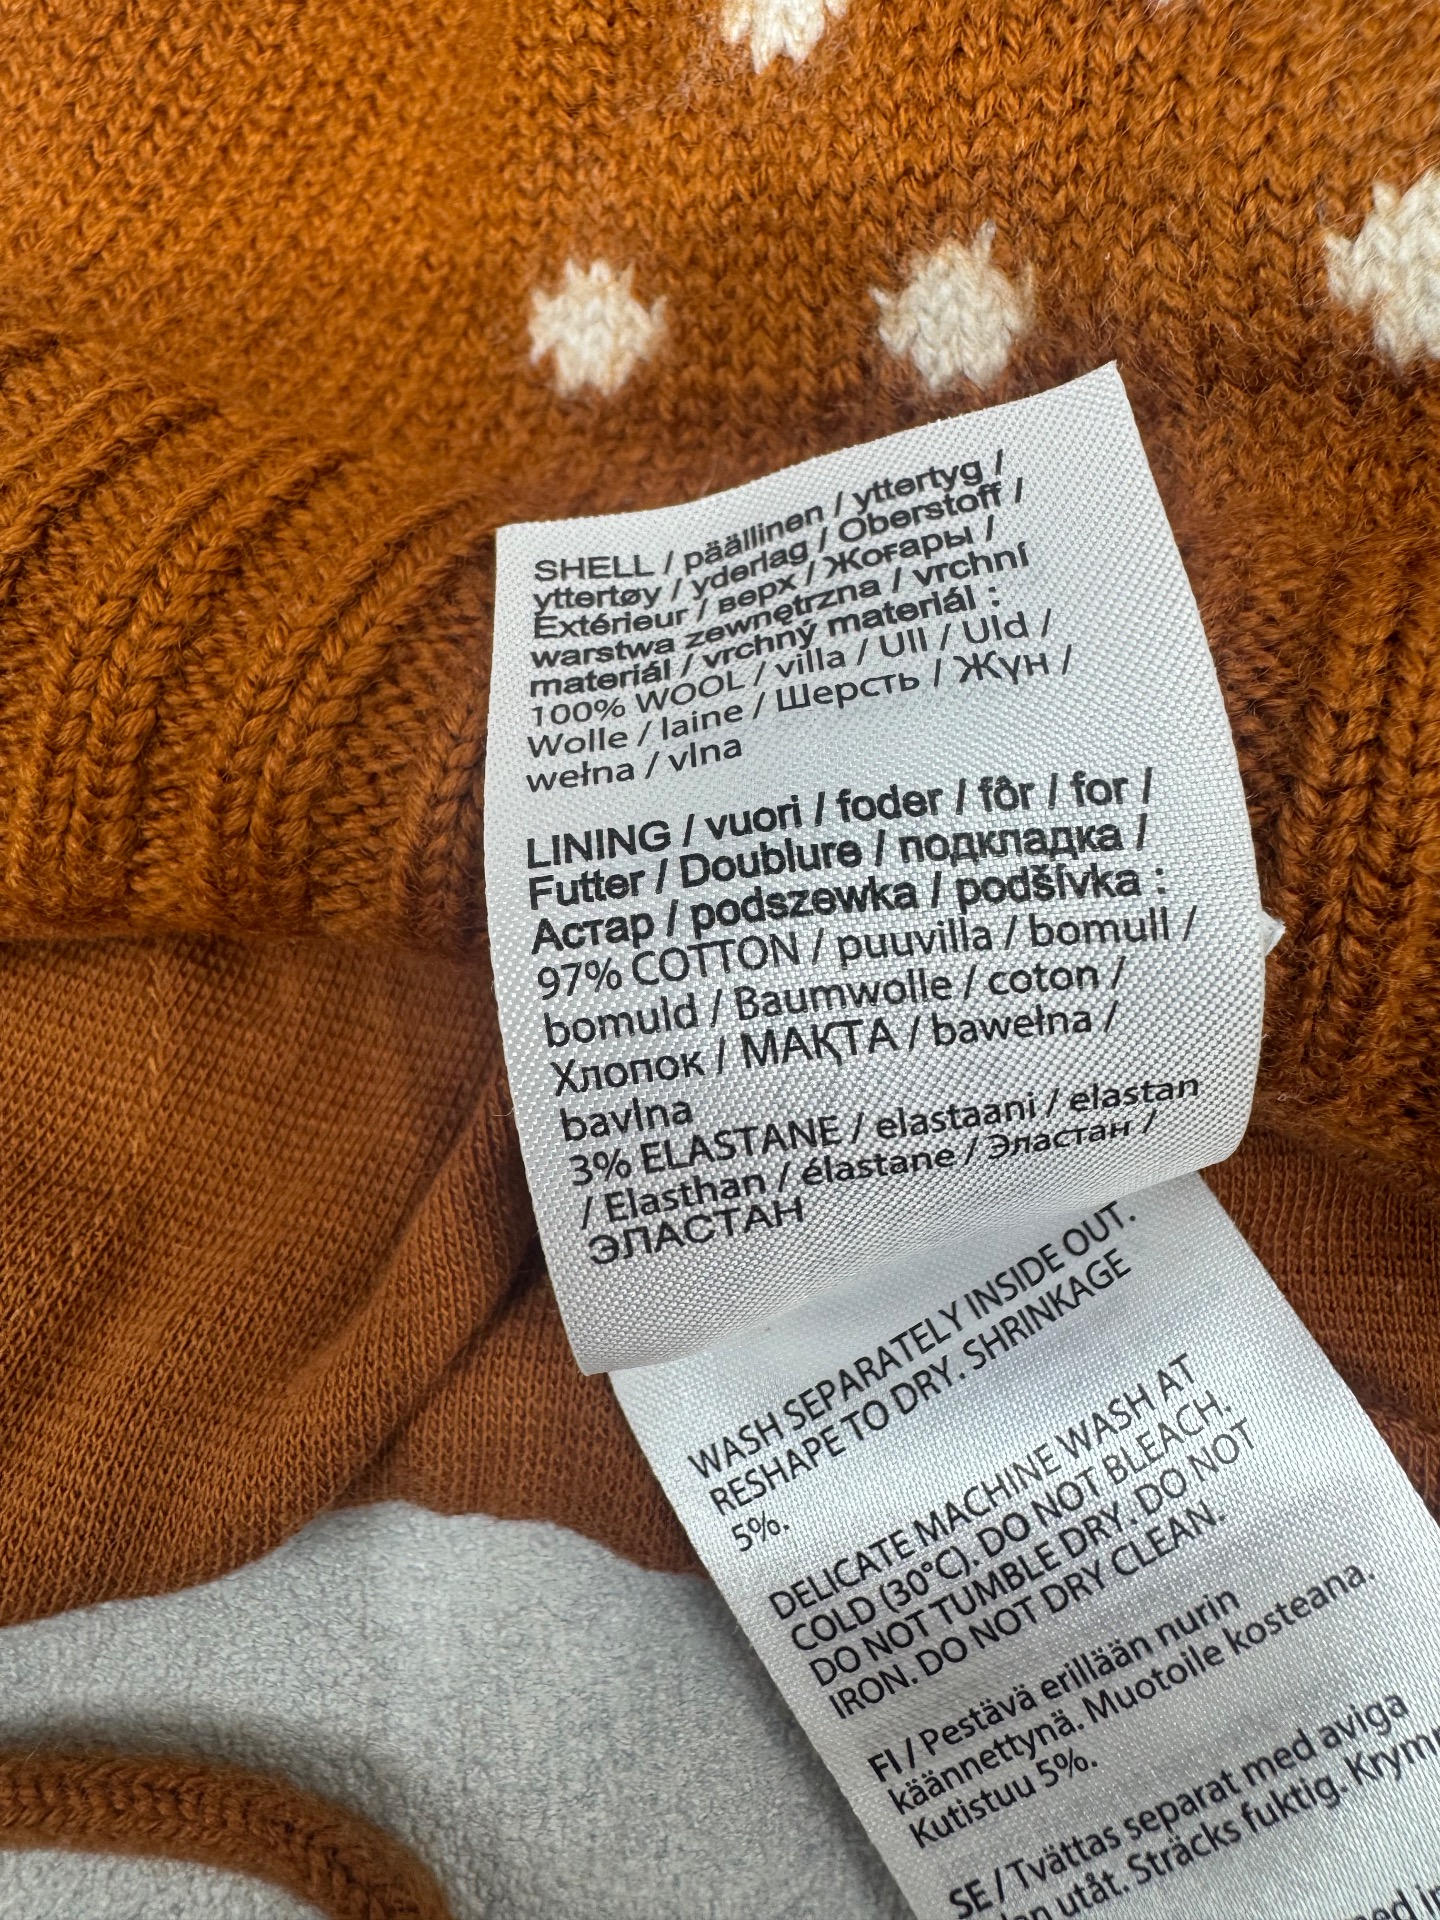 SHELL / päällinen / yttertyg /
yttertøy / yderlag / Oberstoff /
Extérieur / верх / Жоғары /
warstwa zewnętrzna / vrchní
materiál / vrchný materiál :
100% WOOL / villa / Ull / Uld /
Wolle / laine / Шерсть / Жүн /
wełna / vlna
LINING / vuori / foder / fôr / for /
Futter / Doublure / подкладка /
Астар / podszewka / podšívka :
97% COTTON / puuvilla / bomull /
bomuld / Baumwolle / coton /
Хлопок / МАҚТА / bawełna /
bavlna
3% ELASTANE / elastaani / elastan
/ Elasthan / élastane / Эластан /
ЭЛАСТАН
WASH SEPARATELY INSIDE OUT.
RESHAPE TO DRY. SHRINKAGE
5%.
DELICATE MACHINE WASH AT
COLD (30°C). DO NOT BLEACH.
DO NOT TUMBLE DRY. DO NOT
IRON. DO NOT DRY CLEAN.
FI / Pestävä erillään nurin
käännettynä. Muotoile kosteana.
Kutistuu 5%.
SE / Tvättas separat med aviga
utåt. Sträcks fuktig.